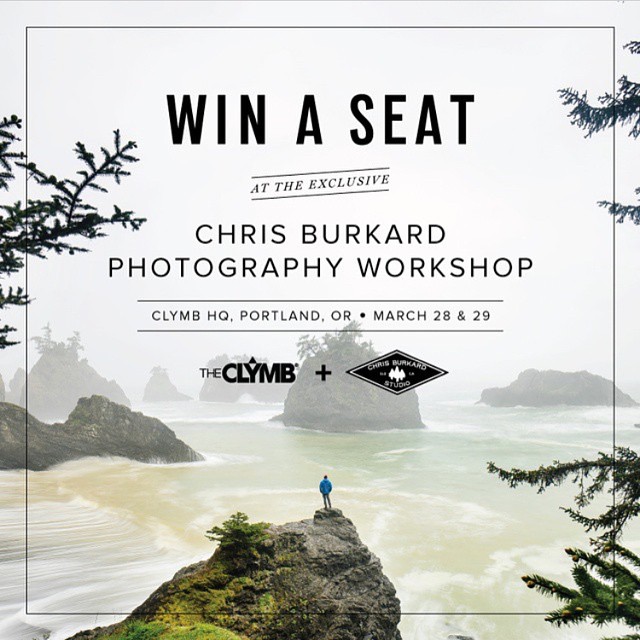 WIN A SEAT
AT THE EXCLUSIVE
CHRIS BURKARD
PHOTOGRAPHY WORKSHOP
CLYMB HQ, PORTLAND, OR • MARCH 28 & 29
THE CLYMB® + CHRIS BURKARD
STUDIO